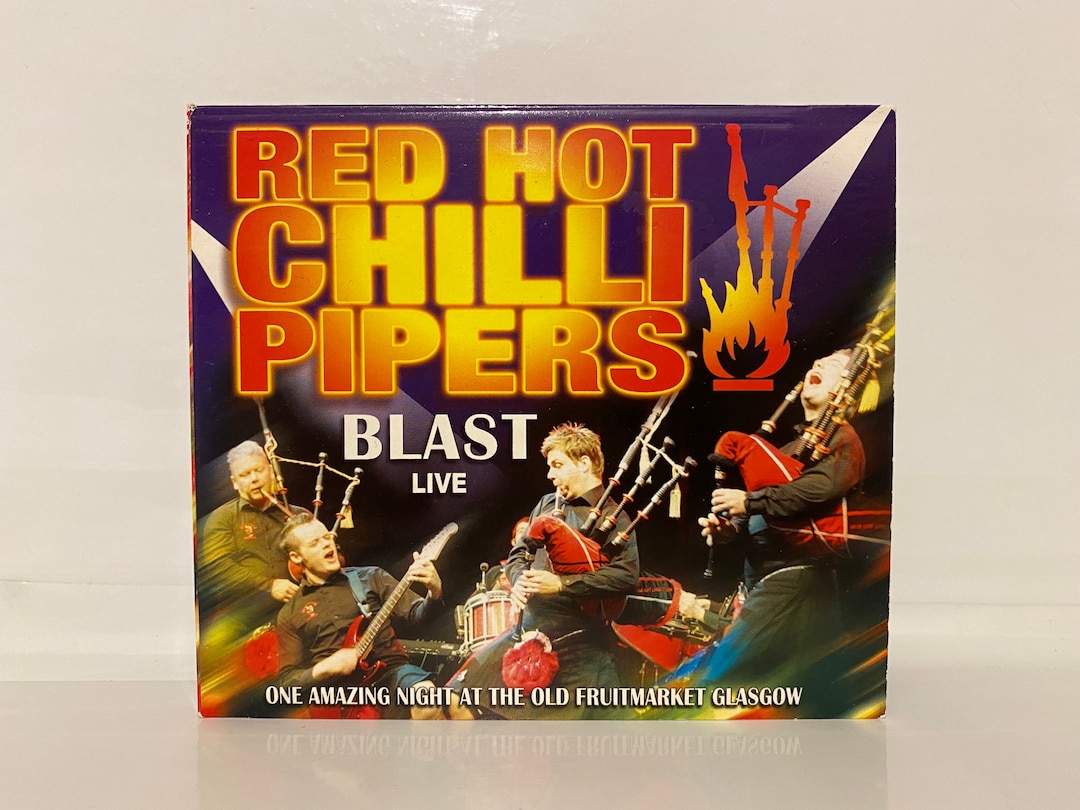 RED HOT
CHILLI
PIPERS
BLAST
LIVE
ONE AMAZING NIGHT AT THE OLD FRUITMARKET GLASGOW